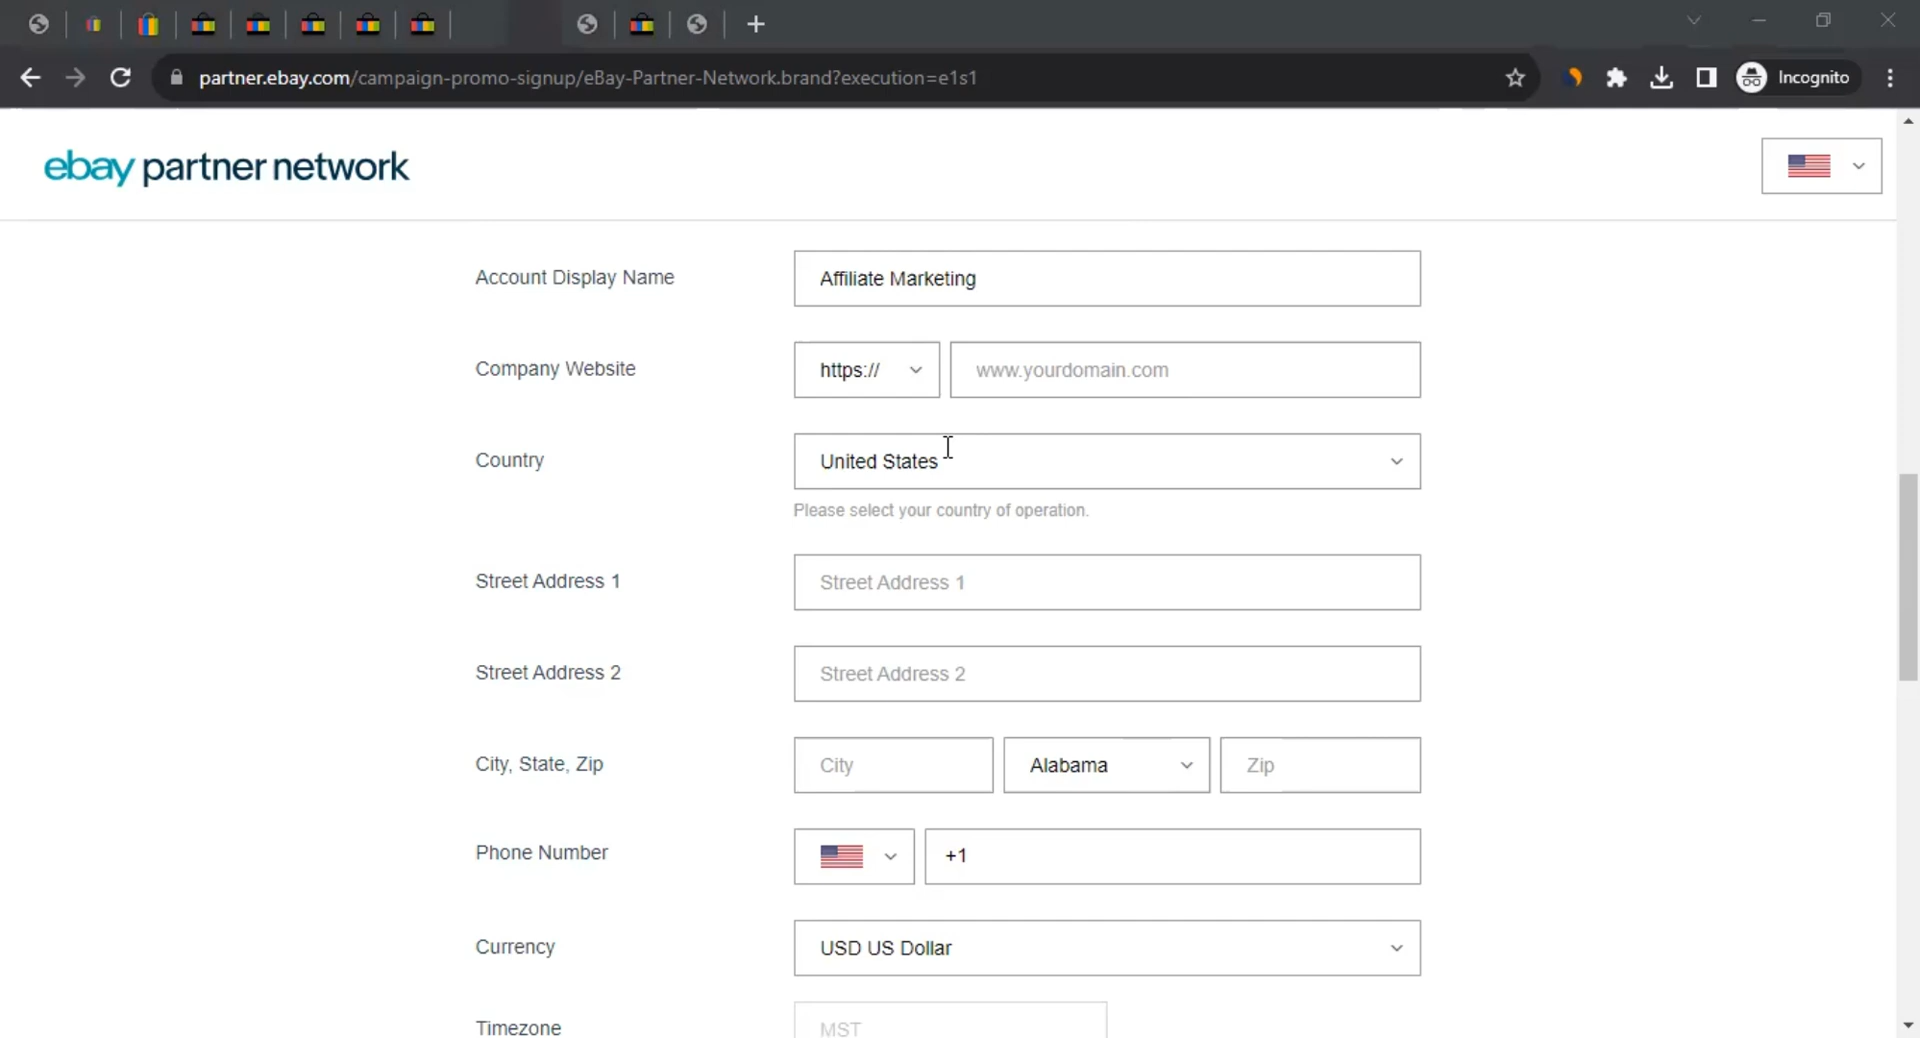 partner.ebay.com/campaign-promo-signup/eBay-Partner-Network.brand?execution=e1s1
Incognito
ebay partner network
Account Display Name
Affiliate Marketing
Company Website
https://
www.yourdomain.com
Country
United States
Please select your country of operation.
Street Address 1
Street Address 1
Street Address 2
Street Address 2
City, State, Zip
City
Alabama
Zip
Phone Number
+1
Currency
USD US Dollar
Timezone
MST